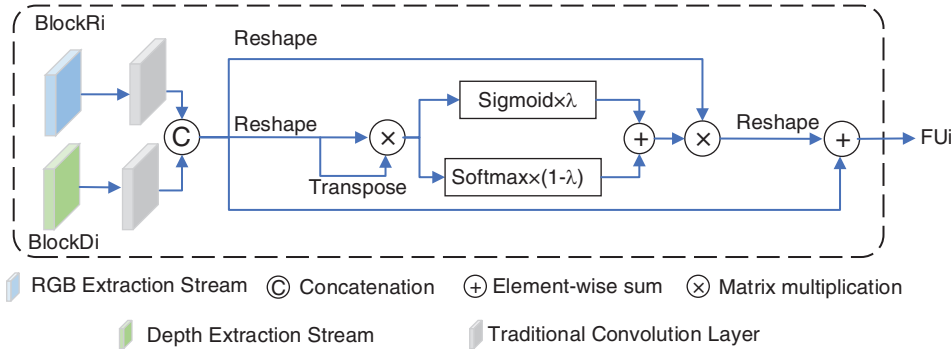 BlockRi
Reshape
Sigmoid×λ
C
Reshape
×
+
×
Reshape
+
FUi
Transpose
Softmax×(1-λ)
BlockDi
RGB Extraction Stream
C Concatenation
+ Element-wise sum
× Matrix multiplication
Depth Extraction Stream
Traditional Convolution Layer